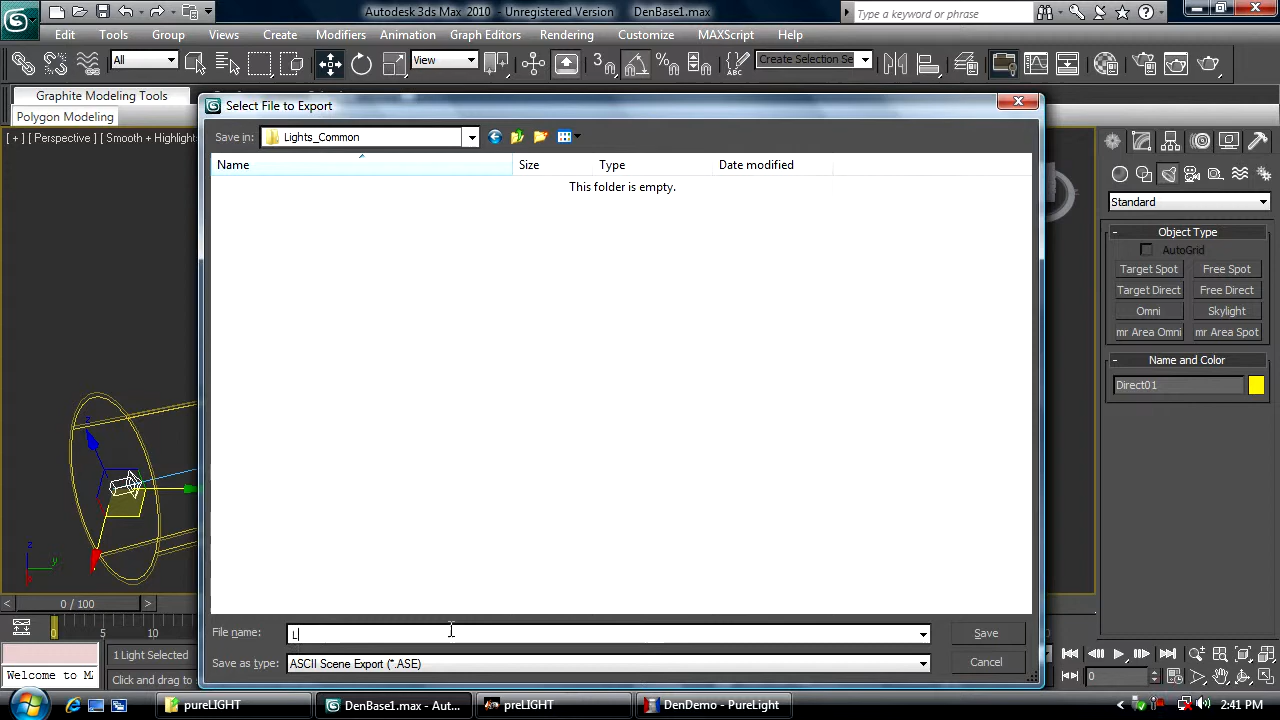 Autodesk 3ds Max 2010 - Unregistered Version DenBase1.max
Type a keyword or phrase
Edit Tools Group Views Create Modifiers Animation Graph Editors Rendering Customize MAXScript Help
All
View
Create Selection Se
3
ABC
Graphite Modeling Tools
Polygon Modeling
[ + ] [ Perspective ] [ Smooth + Highlight
Select File to Export
Save in: Lights_Common
Name Size Type Date modified
This folder is empty.
File name: L
Save
Save as type: ASCII Scene Export (*.ASE)
Cancel
Standard
- Object Type
AutoGrid
Target Spot Free Spot
Target Direct Free Direct
Omni Skylight
mr Area Omni mr Area Spot
- Name and Color
Direct01
z
z y
x
< 0 / 100 >
0 5 10
1 Light Selected
Welcome to M
Click and drag to
0
pureLIGHT
DenBase1.max - Aut...
preLIGHT
DenDemo - PureLight
2:41 PM